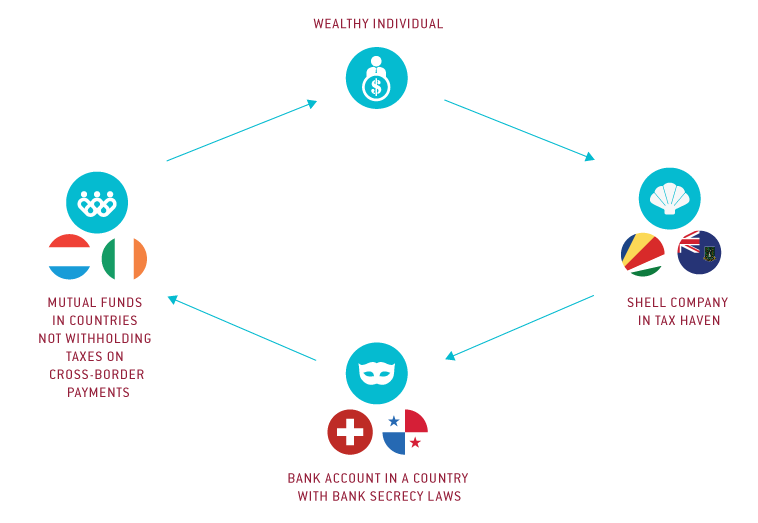 WEALTHY INDIVIDUAL
$
SHELL COMPANY
IN TAX HAVEN
BANK ACCOUNT IN A COUNTRY
WITH BANK SECRECY LAWS
MUTUAL FUNDS
IN COUNTRIES
NOT WITHHOLDING
TAXES ON
CROSS-BORDER
PAYMENTS